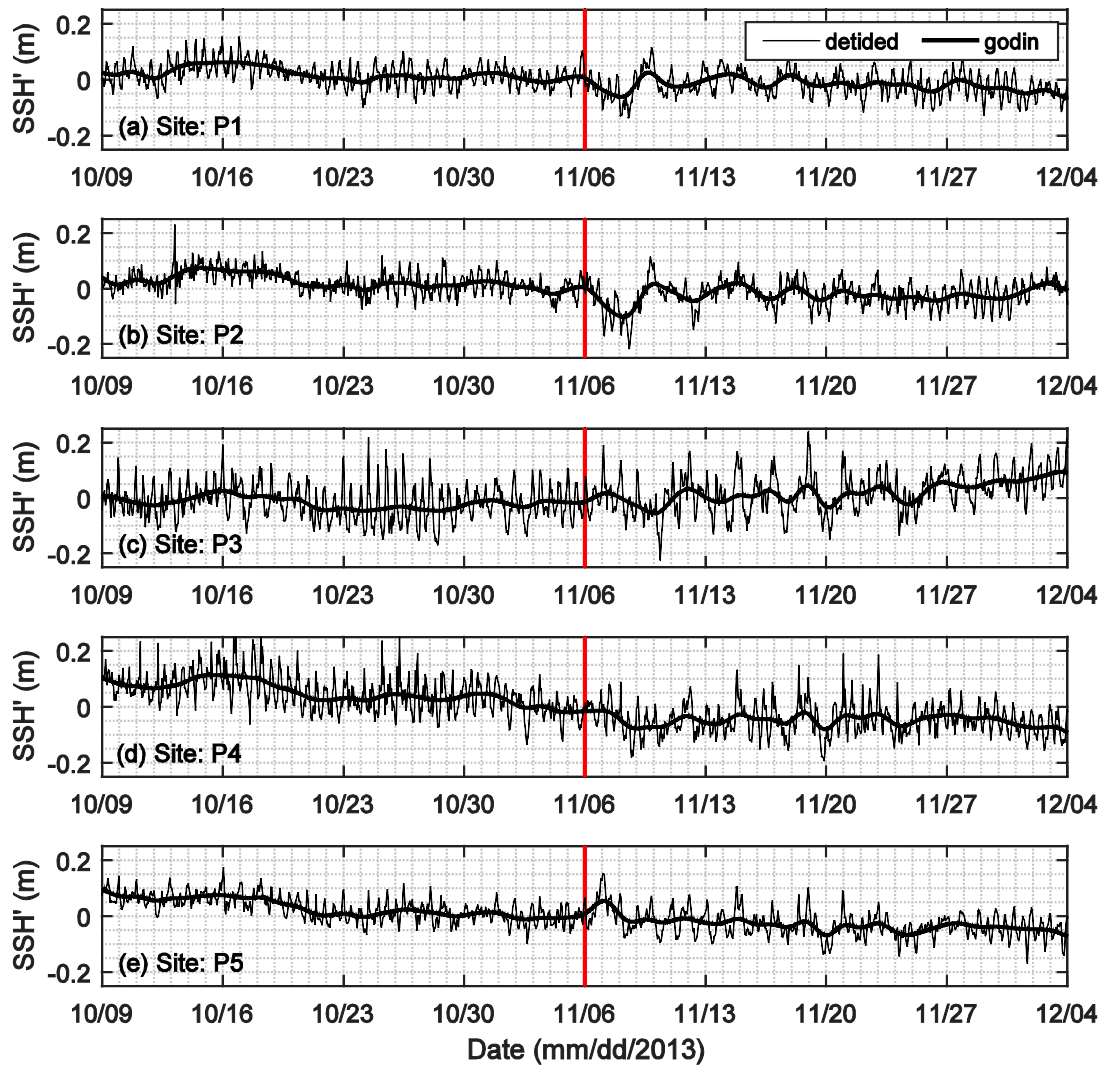 SSH' (m)
0.2
0
-0.2
detided
godin
(a) Site: P1
10/09 10/16 10/23 10/30 11/06 11/13 11/20 11/27 12/04
SSH' (m)
0.2
0
-0.2
(b) Site: P2
10/09 10/16 10/23 10/30 11/06 11/13 11/20 11/27 12/04
SSH' (m)
0.2
0
-0.2
(c) Site: P3
10/09 10/16 10/23 10/30 11/06 11/13 11/20 11/27 12/04
SSH' (m)
0.2
0
-0.2
(d) Site: P4
10/09 10/16 10/23 10/30 11/06 11/13 11/20 11/27 12/04
SSH' (m)
0.2
0
-0.2
(e) Site: P5
10/09 10/16 10/23 10/30 11/06 11/13 11/20 11/27 12/04
Date (mm/dd/2013)